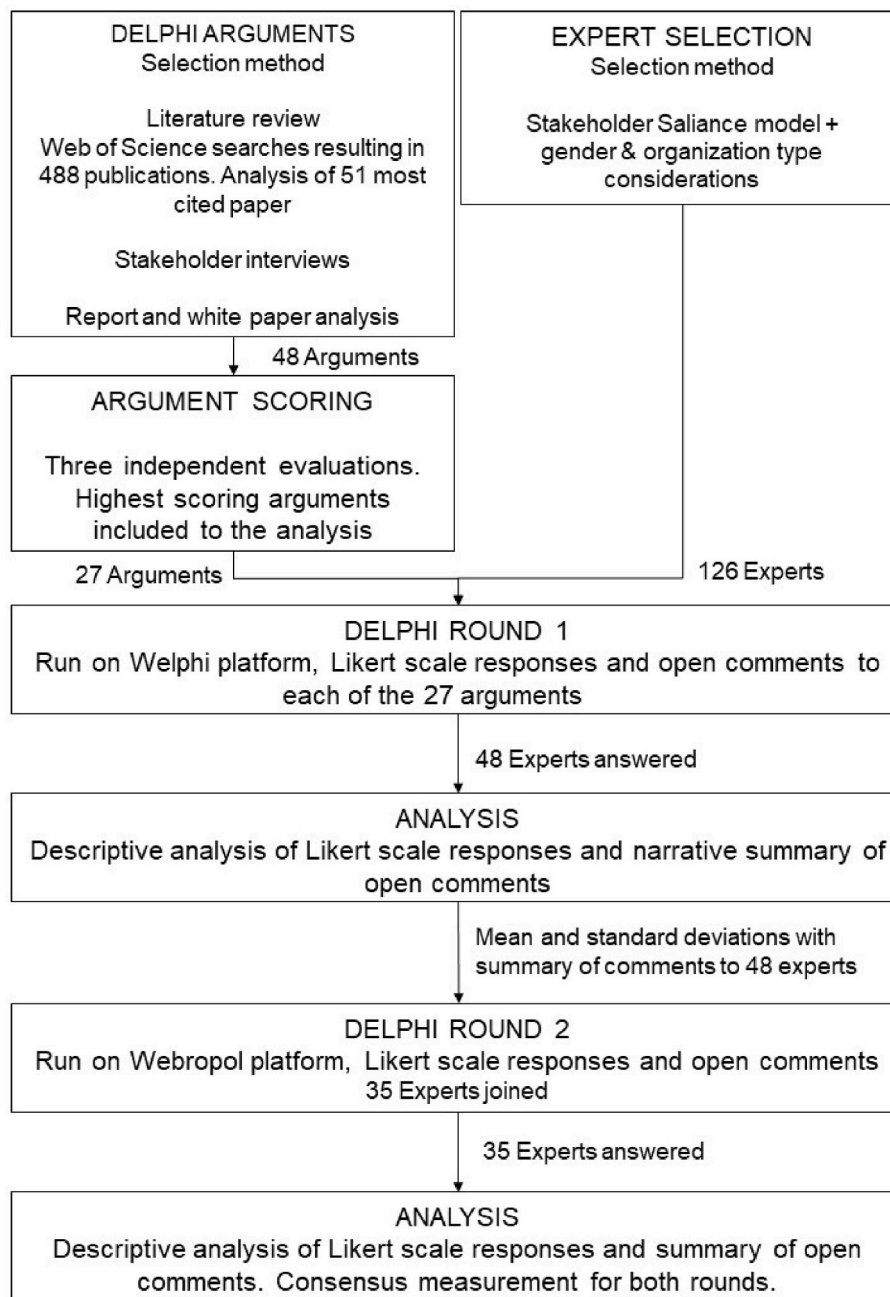 DELPHI ARGUMENTS
Selection method
Literature review
Web of Science searches resulting in
488 publications. Analysis of 51 most
cited paper
Stakeholder interviews
Report and white paper analysis
EXPERT SELECTION
Selection method
Stakeholder Saliance model +
gender & organization type
considerations
48 Arguments
ARGUMENT SCORING
Three independent evaluations.
Highest scoring arguments
included to the analysis
27 Arguments
126 Experts
DELPHI ROUND 1
Run on Welphi platform, Likert scale responses and open comments to
each of the 27 arguments
48 Experts answered
ANALYSIS
Descriptive analysis of Likert scale responses and narrative summary of
open comments
Mean and standard deviations with
summary of comments to 48 experts
DELPHI ROUND 2
Run on Webropol platform, Likert scale responses and open comments
35 Experts joined
35 Experts answered
ANALYSIS
Descriptive analysis of Likert scale responses and summary of open
comments. Consensus measurement for both rounds.